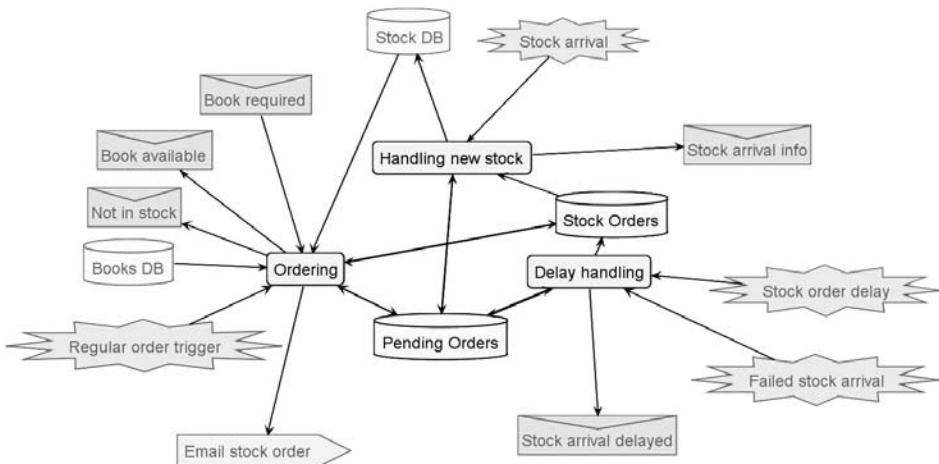 Stock DB
Stock arrival
Book required
Book available
Handling new stock
Stock arrival info
Not in stock
Stock Orders
Books DB
Ordering
Delay handling
Stock order delay
Regular order trigger
Pending Orders
Failed stock arrival
Email stock order
Stock arrival delayed